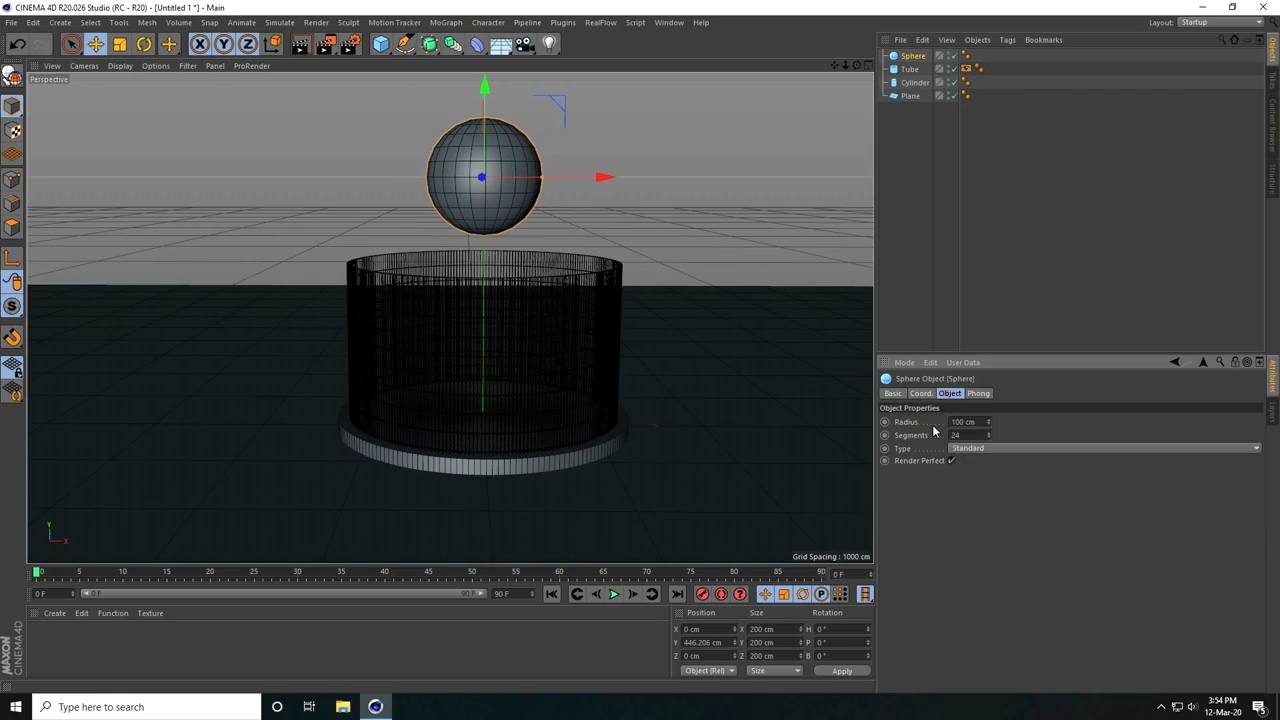 CINEMA 4D R20.026 Studio (RC - R20) - [Untitled 1 *] - Main
File Edit Create Select Tools Mesh Volume Snap Animate Simulate Render Sculpt Motion Tracker MoGraph Character Pipeline Plugins RealFlow Script Window Help
Layout: Startup
View Cameras Display Options Filter Panel ProRender
File Edit View Objects Tags Bookmarks
Perspective
Sphere
Tube
Cylinder
Plane
Objects
Takes
Content Browser
Structure
Mode Edit User Data
Sphere Object [Sphere]
Basic Coord. Object Phong
Object Properties
Radius 100 cm
Segments 24
Type Standard
Render Perfect
Attributes
Layers
X Y Z
Y
X
Grid Spacing : 1000 cm
0 5 10 15 20 25 30 35 40 45 50 55 60 65 70 75 80 85 90 0 F
0 F 0 F 90 F 90 F
Create Edit Function Texture
Position Size Rotation
X 0 cm X 200 cm H 0 °
Y 446.206 cm Y 200 cm P 0 °
Z 0 cm Z 200 cm B 0 °
Object (Rel) Size Apply
MAXON
CINEMA 4D
Type here to search
3:54 PM
12-Mar-20